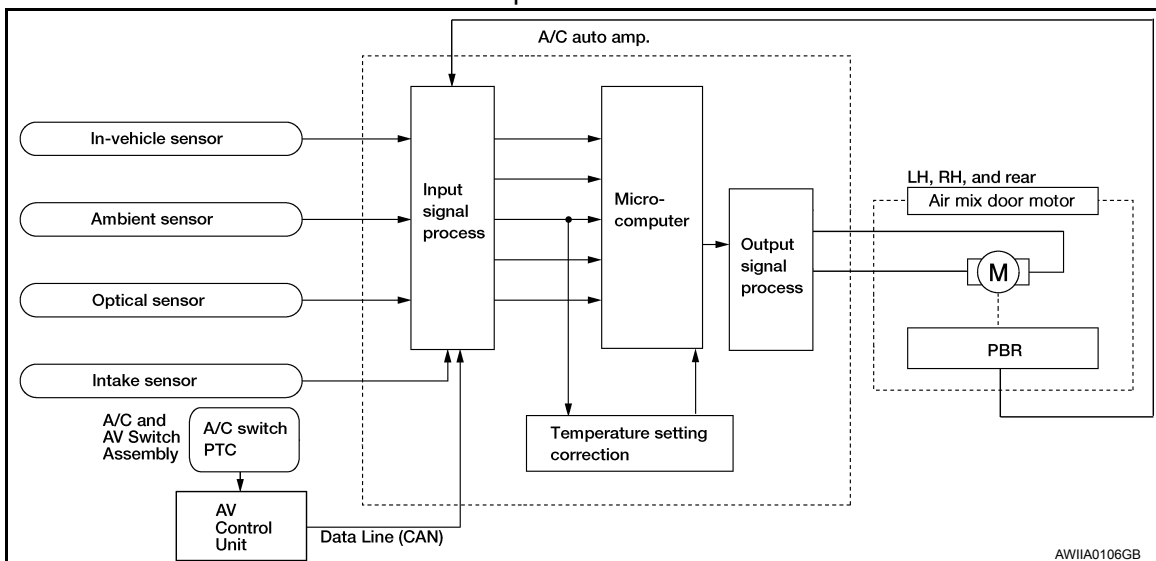 A/C auto amp.
In-vehicle sensor
Ambient sensor
Optical sensor
Intake sensor
A/C and
AV Switch
Assembly
A/C switch
PTC
AV
Control
Unit
Data Line (CAN)
Input
signal
process
Micro-
computer
Temperature setting
correction
Output
signal
process
LH, RH, and rear
Air mix door motor
M
PBR
AWIIA0106GB